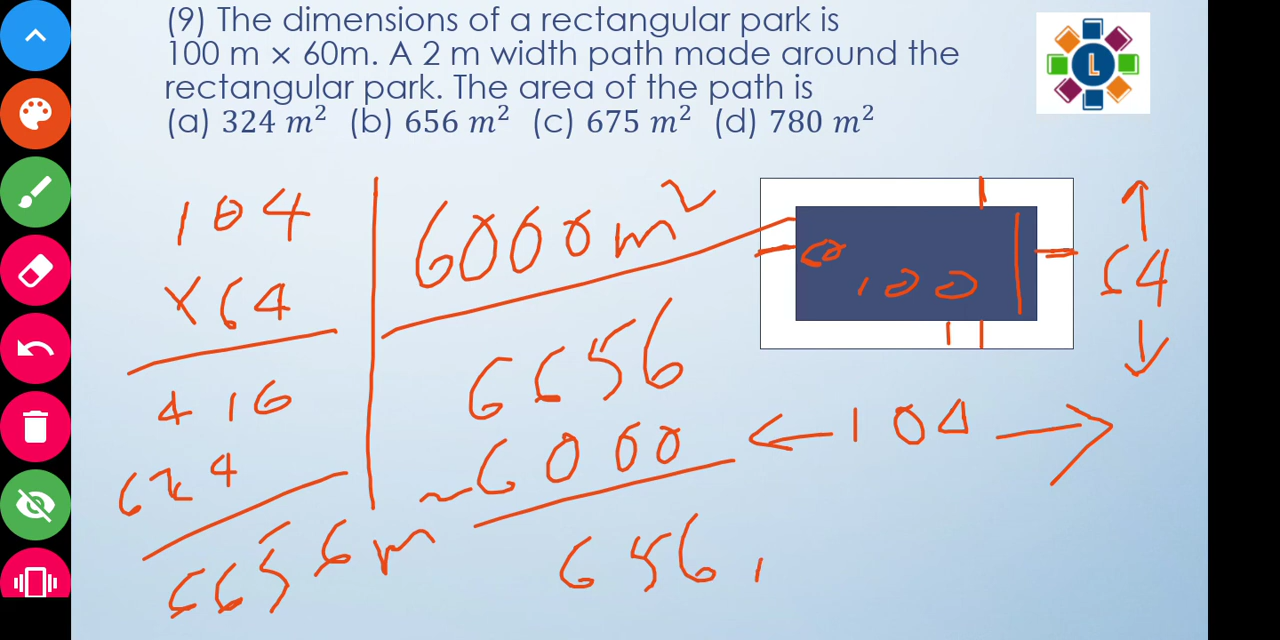 (9) The dimensions of a rectangular park is
100 m × 60m. A 2 m width path made around the
rectangular park. The area of the path is
(a) 324 m² (b) 656 m² (c) 675 m² (d) 780 m²
L
104
×64
416
624
6656 m
6000 m²
6656
-6000
656
60
100
64
104